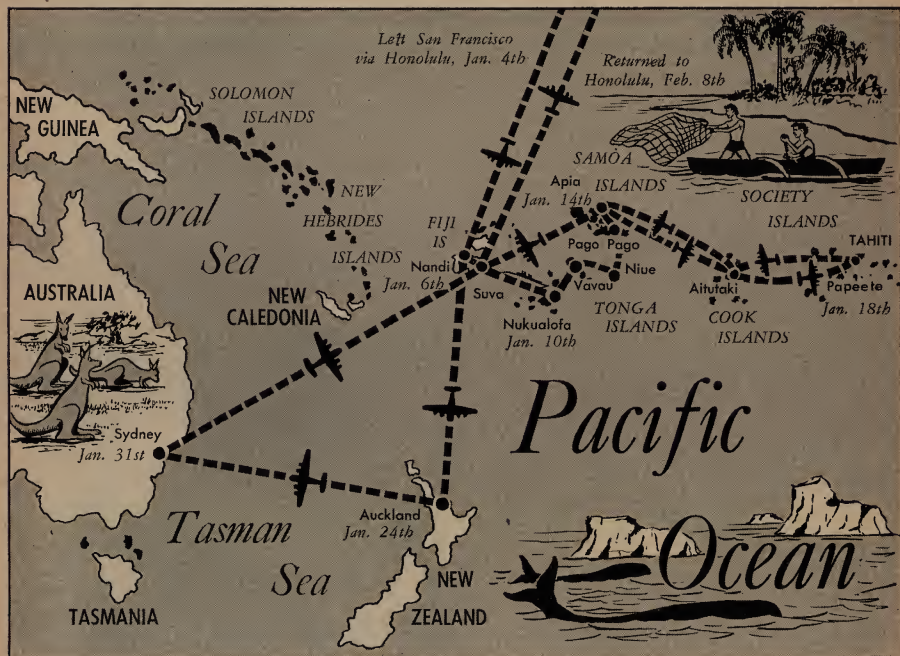 Left San Francisco
via Honolulu, Jan. 4th
Returned to
Honolulu, Feb. 8th
NEW
GUINEA
SOLOMON
ISLANDS
NEW
HEBRIDES
ISLANDS
Coral
Sea
AUSTRALIA
NEW
CALEDONIA
FIJI
IS
Nandi
Jan. 6th
Suva
SAMOA
ISLANDS
Apia
Jan. 14th
Pago Pago
Niue
Vavau
Nukualofa
Jan. 10th
TONGA
ISLANDS
Aitutaki
COOK
ISLANDS
SOCIETY
ISLANDS
TAHITI
Papeete
Jan. 18th
Pacific
Ocean
Sydney
Jan. 31st
Tasman
Sea
Auckland
Jan. 24th
NEW
ZEALAND
TASMANIA